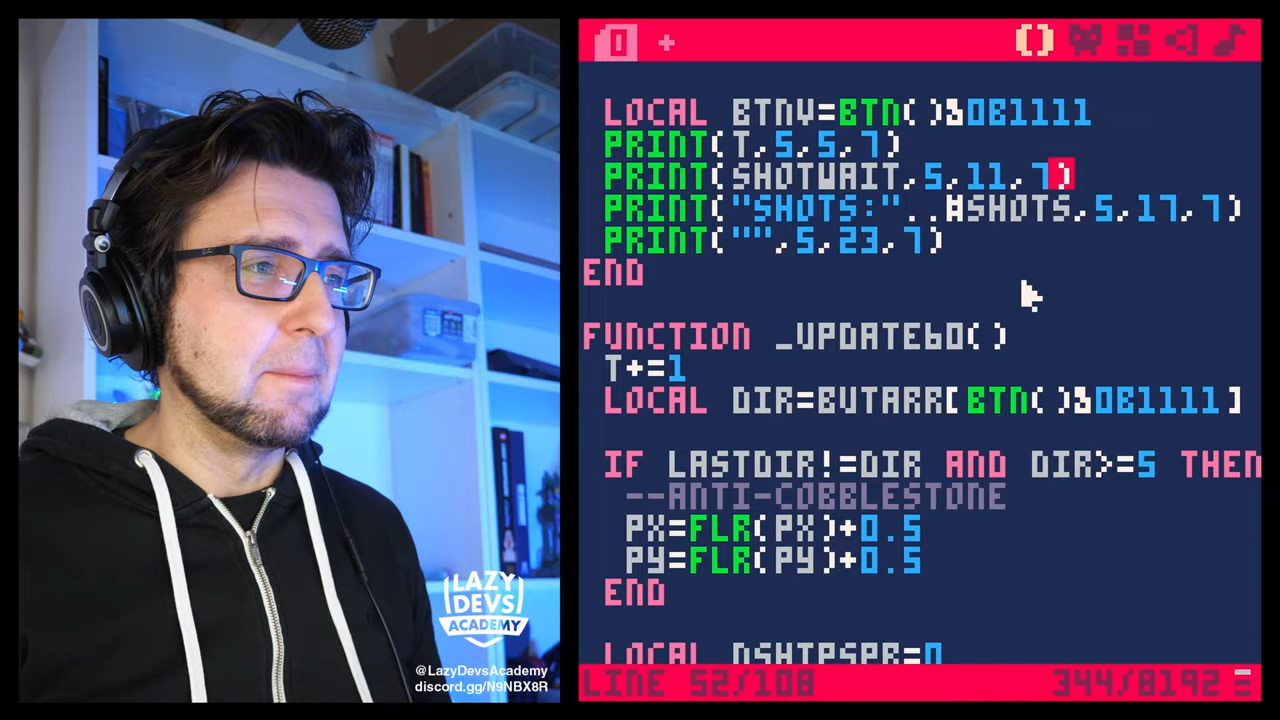 LAZY
DEVS
ACADEMY
@LazyDevsAcademy
discord.gg/N9NBX8R
LOCAL BTNV=BTN()&0B1111
PRINT(T,5,5,7)
PRINT(SHOTWAIT,5,11,7)
PRINT("SHOTS:"..#SHOTS,5,17,7)
PRINT("",5,23,7)
END
FUNCTION _UPDATE60()
T+=1
LOCAL DIR=BUTARR[BTN()&0B1111]
IF LASTDIR!=DIR AND DIR>=5 THEN
--ANTI-COBBLESTONE
PX=FLR(PX)+0.5
PY=FLR(PY)+0.5
END
LOCAL DSHIPSPR=0
LINE 52/108
344/8192